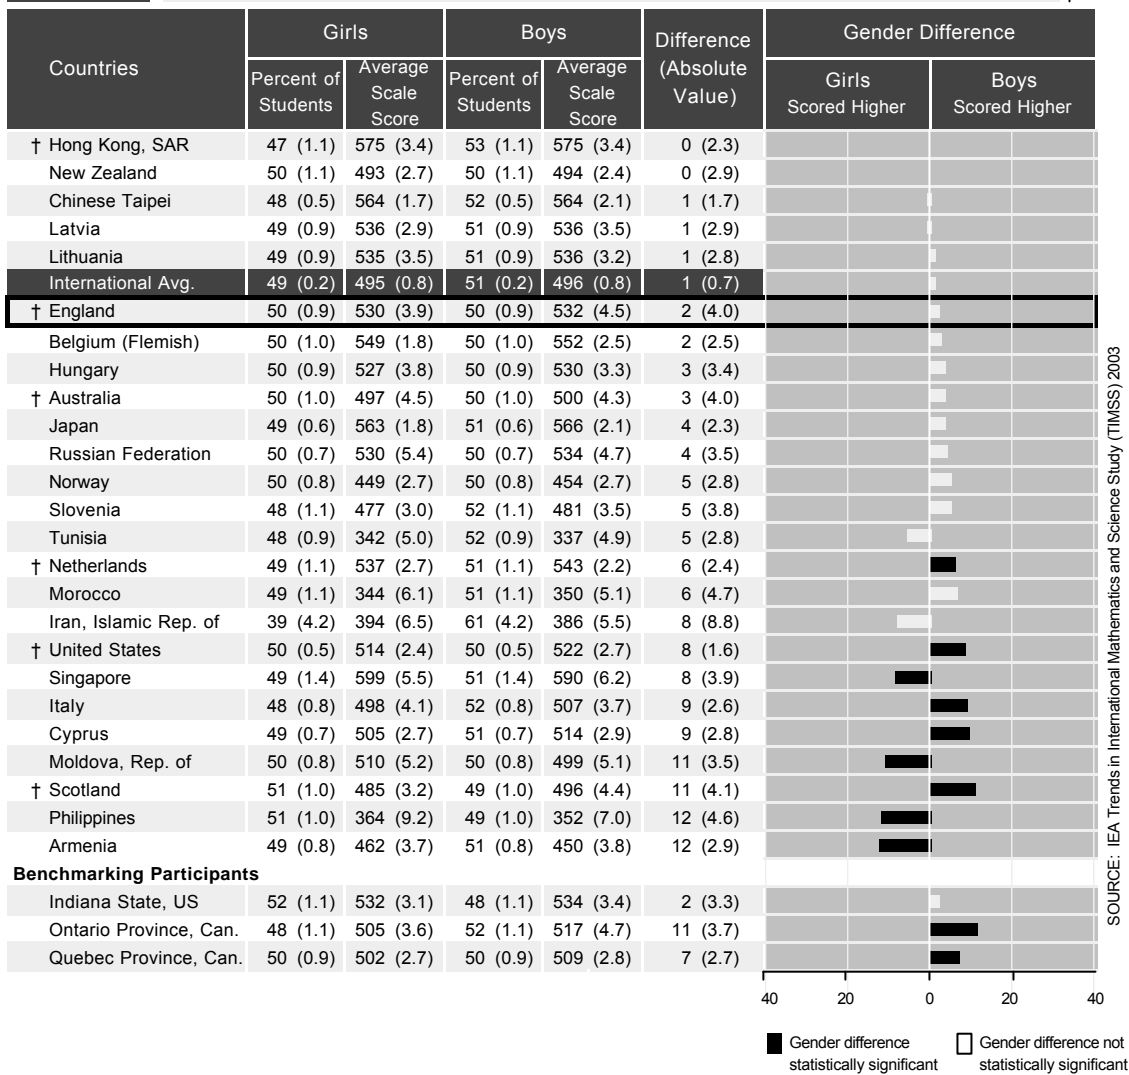 Girls Boys Difference (Absolute Value) Gender Difference
Countries Percent of Students Average Scale Score Percent of Students Average Scale Score Girls Scored Higher Boys Scored Higher
† Hong Kong, SAR 47 (1.1) 575 (3.4) 53 (1.1) 575 (3.4) 0 (2.3)
New Zealand 50 (1.1) 493 (2.7) 50 (1.1) 494 (2.4) 0 (2.9)
Chinese Taipei 48 (0.5) 564 (1.7) 52 (0.5) 564 (2.1) 1 (1.7)
Latvia 49 (0.9) 536 (2.9) 51 (0.9) 536 (3.5) 1 (2.9)
Lithuania 49 (0.9) 535 (3.5) 51 (0.9) 536 (3.2) 1 (2.8)
International Avg. 49 (0.2) 495 (0.8) 51 (0.2) 496 (0.8) 1 (0.7)
† England 50 (0.9) 530 (3.9) 50 (0.9) 532 (4.5) 2 (4.0)
Belgium (Flemish) 50 (1.0) 549 (1.8) 50 (1.0) 552 (2.5) 2 (2.5)
Hungary 50 (0.9) 527 (3.8) 50 (0.9) 530 (3.3) 3 (3.4)
† Australia 50 (1.0) 497 (4.5) 50 (1.0) 500 (4.3) 3 (4.0)
Japan 49 (0.6) 563 (1.8) 51 (0.6) 566 (2.1) 4 (2.3)
Russian Federation 50 (0.7) 530 (5.4) 50 (0.7) 534 (4.7) 4 (3.5)
Norway 50 (0.8) 449 (2.7) 50 (0.8) 454 (2.7) 5 (2.8)
Slovenia 48 (1.1) 477 (3.0) 52 (1.1) 481 (3.5) 5 (3.8)
Tunisia 48 (0.9) 342 (5.0) 52 (0.9) 337 (4.9) 5 (2.8)
† Netherlands 49 (1.1) 537 (2.7) 51 (1.1) 543 (2.2) 6 (2.4)
Morocco 49 (1.1) 344 (6.1) 51 (1.1) 350 (5.1) 6 (4.7)
Iran, Islamic Rep. of 39 (4.2) 394 (6.5) 61 (4.2) 386 (5.5) 8 (8.8)
† United States 50 (0.5) 514 (2.4) 50 (0.5) 522 (2.7) 8 (1.6)
Singapore 49 (1.4) 599 (5.5) 51 (1.4) 590 (6.2) 8 (3.9)
Italy 48 (0.8) 498 (4.1) 52 (0.8) 507 (3.7) 9 (2.6)
Cyprus 49 (0.7) 505 (2.7) 51 (0.7) 514 (2.9) 9 (2.8)
Moldova, Rep. of 50 (0.8) 510 (5.2) 50 (0.8) 499 (5.1) 11 (3.5)
† Scotland 51 (1.0) 485 (3.2) 49 (1.0) 496 (4.4) 11 (4.1)
Philippines 51 (1.0) 364 (9.2) 49 (1.0) 352 (7.0) 12 (4.6)
Armenia 49 (0.8) 462 (3.7) 51 (0.8) 450 (3.8) 12 (2.9)
Benchmarking Participants
Indiana State, US 52 (1.1) 532 (3.1) 48 (1.1) 534 (3.4) 2 (3.3)
Ontario Province, Can. 48 (1.1) 505 (3.6) 52 (1.1) 517 (4.7) 11 (3.7)
Quebec Province, Can. 50 (0.9) 502 (2.7) 50 (0.9) 509 (2.8) 7 (2.7)
40 20 0 20 40
Gender difference statistically significant
Gender difference not statistically significant
SOURCE: IEA Trends in International Mathematics and Science Study (TIMSS) 2003